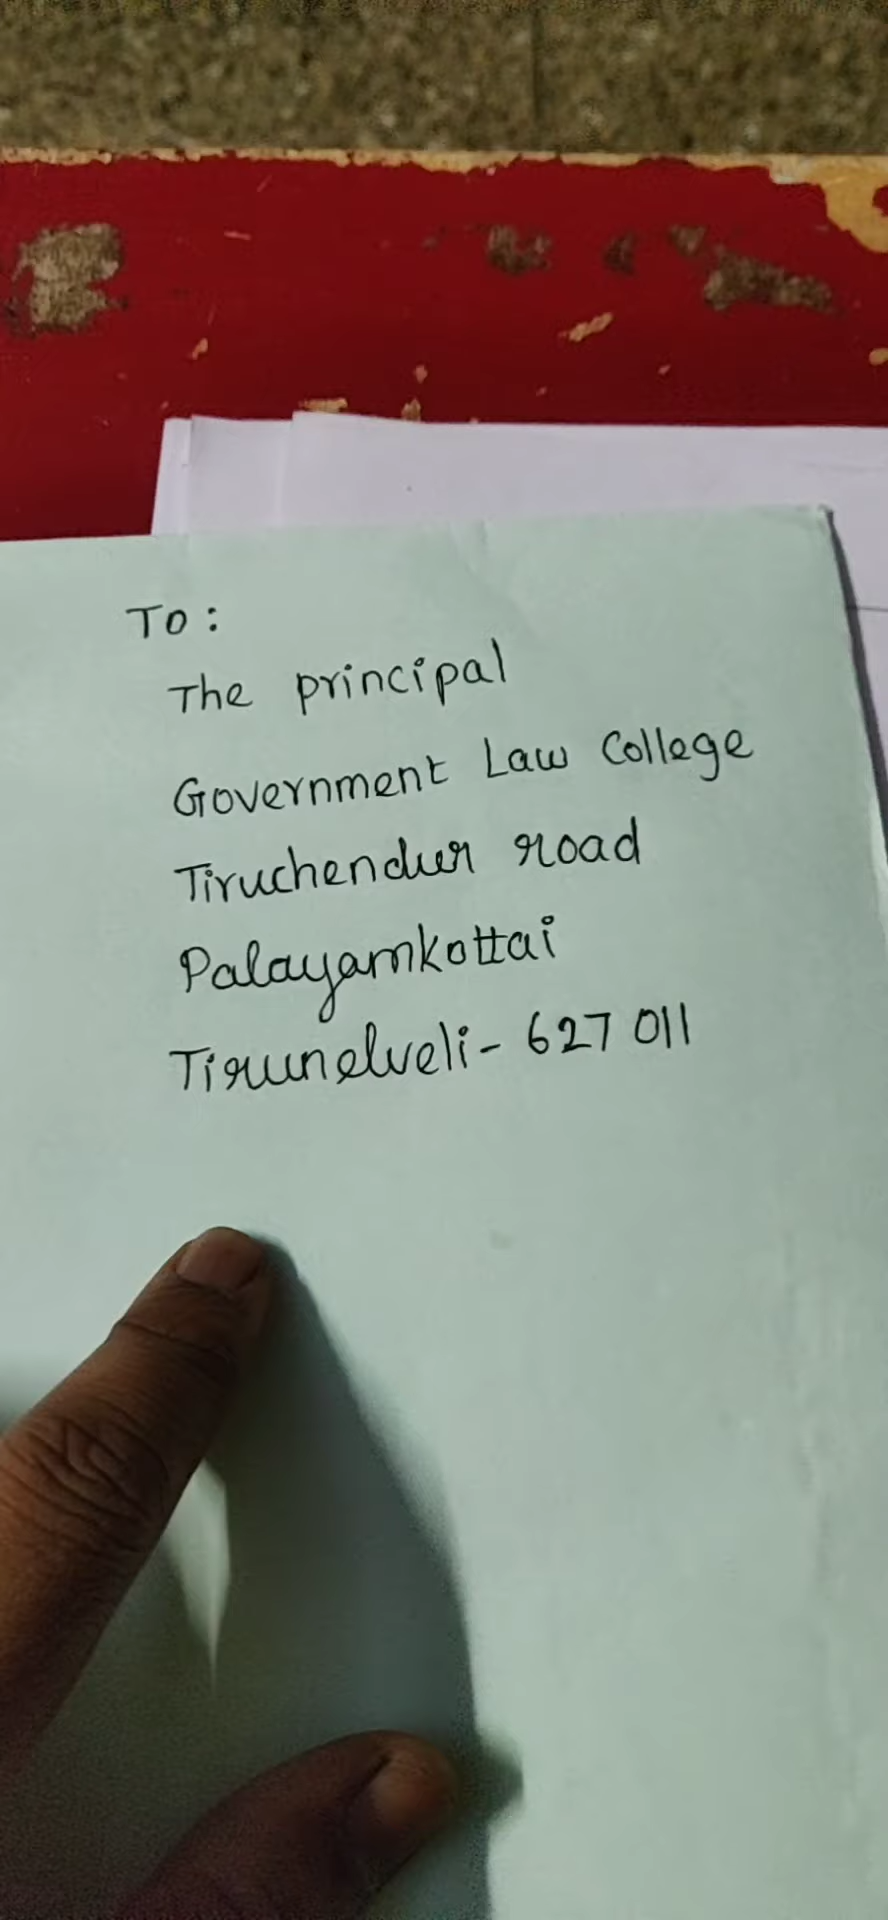 To :
The principal
Government Law College
Tiruchendur road
Palayamkottai
Tirunelveli - 627 011